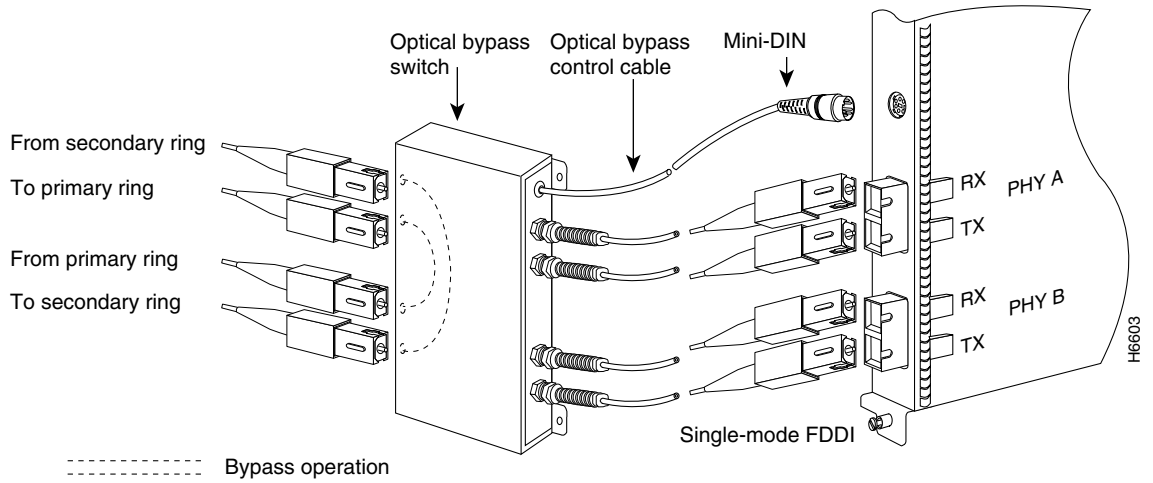 Optical bypass
switch
Optical bypass
control cable
Mini-DIN
From secondary ring
To primary ring
From primary ring
To secondary ring
RX
PHY A
TX
RX
PHY B
TX
H6603
Single-mode FDDI
Bypass operation